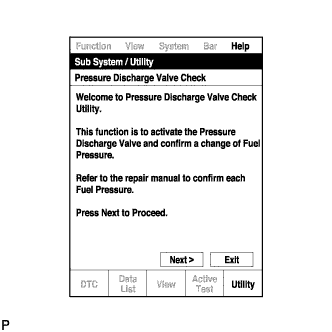 Function View System Bar Help
Sub System / Utility
Pressure Discharge Valve Check
Welcome to Pressure Discharge Valve Check
Utility.
This function is to activate the Pressure
Discharge Valve and confirm a change of Fuel
Pressure.
Refer to the repair manual to confirm each
Fuel Pressure.
Press Next to Proceed.
Next > Exit
DTC Data List View Active Test Utility
P